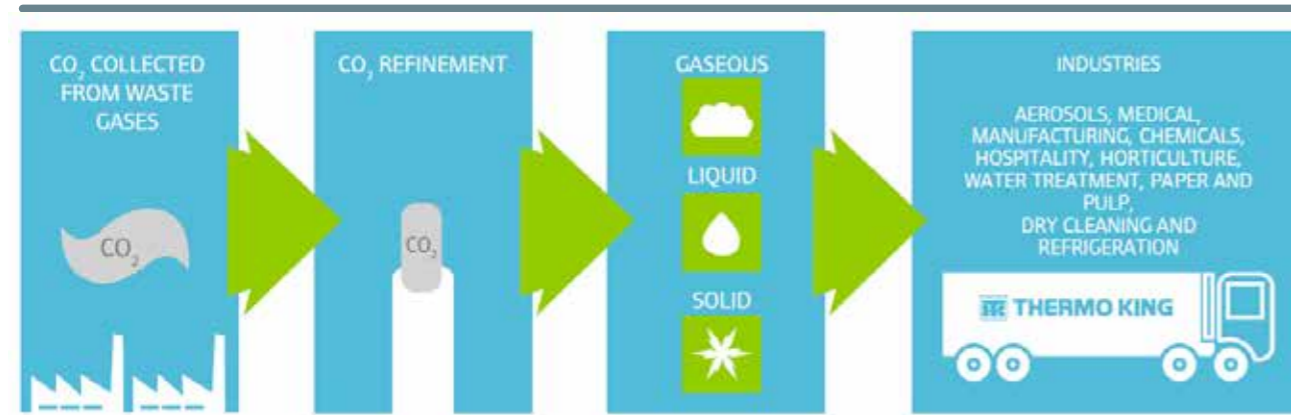 CO₂ COLLECTED
FROM WASTE
GASES
CO₂
CO₂ REFINEMENT
CO₂
GASEOUS
LIQUID
SOLID
INDUSTRIES
AEROSOLS, MEDICAL,
MANUFACTURING, CHEMICALS,
HOSPITALITY, HORTICULTURE,
WATER TREATMENT, PAPER AND
PULP,
DRY CLEANING AND
REFRIGERATION
THERMO KING